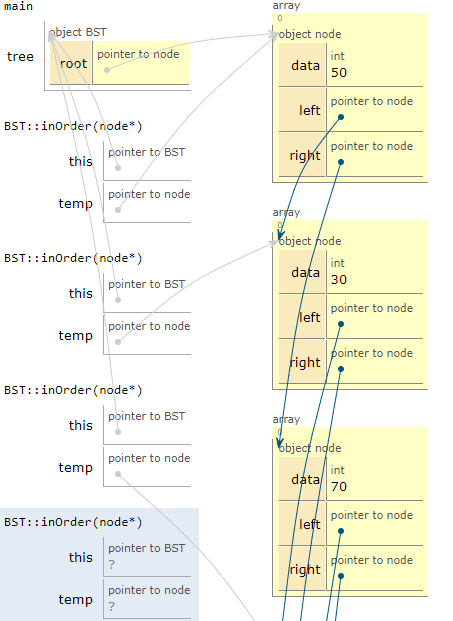 main
object BST
tree
root
pointer to node
BST::inOrder(node*)
this
pointer to BST
temp
pointer to node
BST::inOrder(node*)
this
pointer to BST
temp
pointer to node
BST::inOrder(node*)
this
pointer to BST
temp
pointer to node
BST::inOrder(node*)
this
pointer to BST
?
temp
pointer to node
?
array
0
object node
data
int
50
left
pointer to node
right
pointer to node
array
0
object node
data
int
30
left
pointer to node
right
pointer to node
array
0
object node
data
int
70
left
pointer to node
right
pointer to node